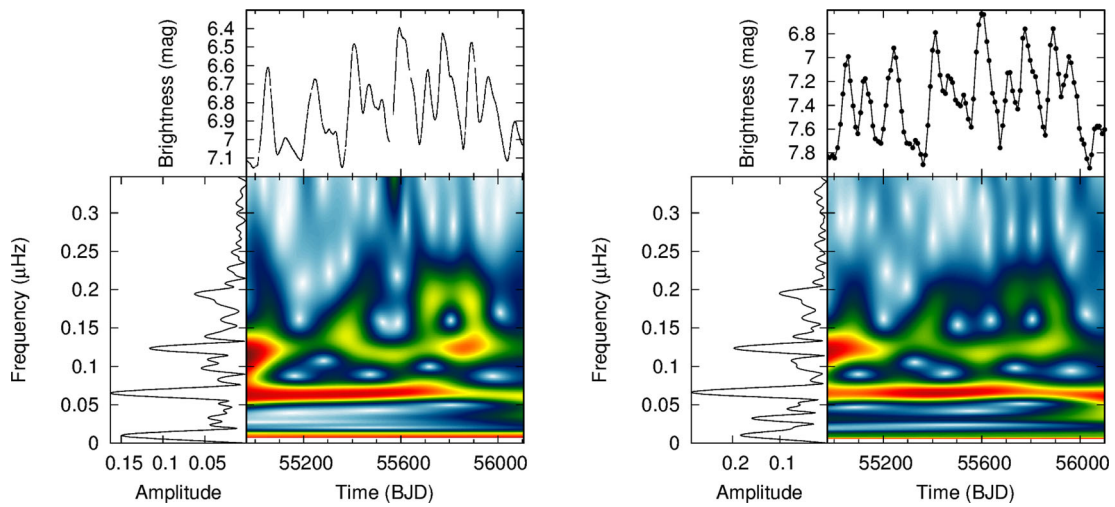 Brightness (mag)
6.4
6.5
6.6
6.7
6.8
6.9
7
7.1
Frequency (μHz)
0.3
0.25
0.2
0.15
0.1
0.05
0
0.15 0.1 0.05
55200 55600 56000
Amplitude
Time (BJD)
Brightness (mag)
6.8
7
7.2
7.4
7.6
7.8
Frequency (μHz)
0.3
0.25
0.2
0.15
0.1
0.05
0
0.2 0.1
55200 55600 56000
Amplitude
Time (BJD)